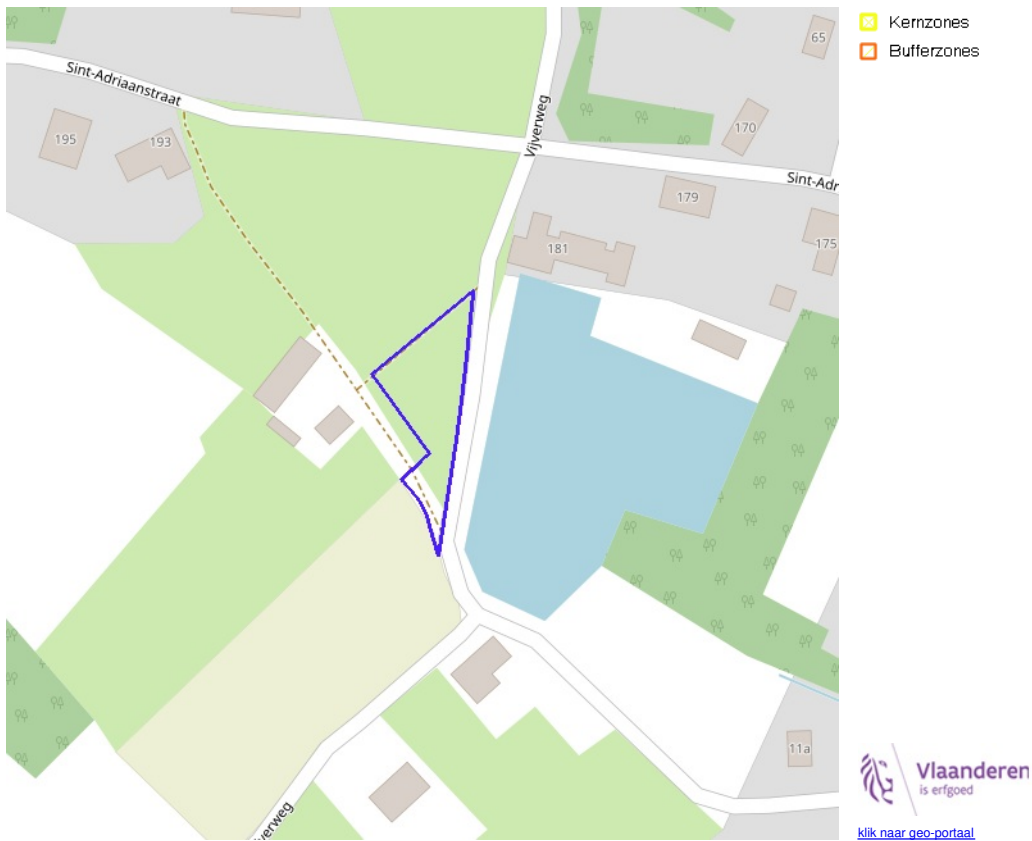 Kernzones
Bufferzones
65
Sint-Adriaanstraat
Vijverweg
170
195
193
Sint-Adr
179
175
181
11a
Vlaanderen
is erfgoed
jverweg
klik naar geo-portaal